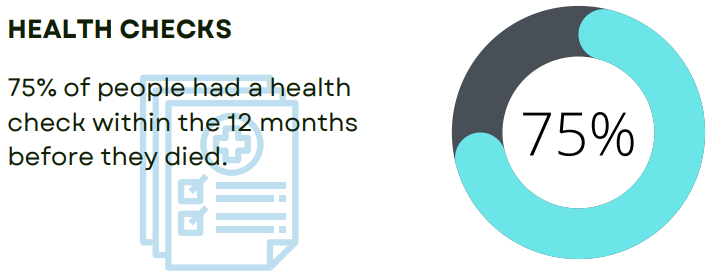 HEALTH CHECKS
75% of people had a health
check within the 12 months
before they died.
75%